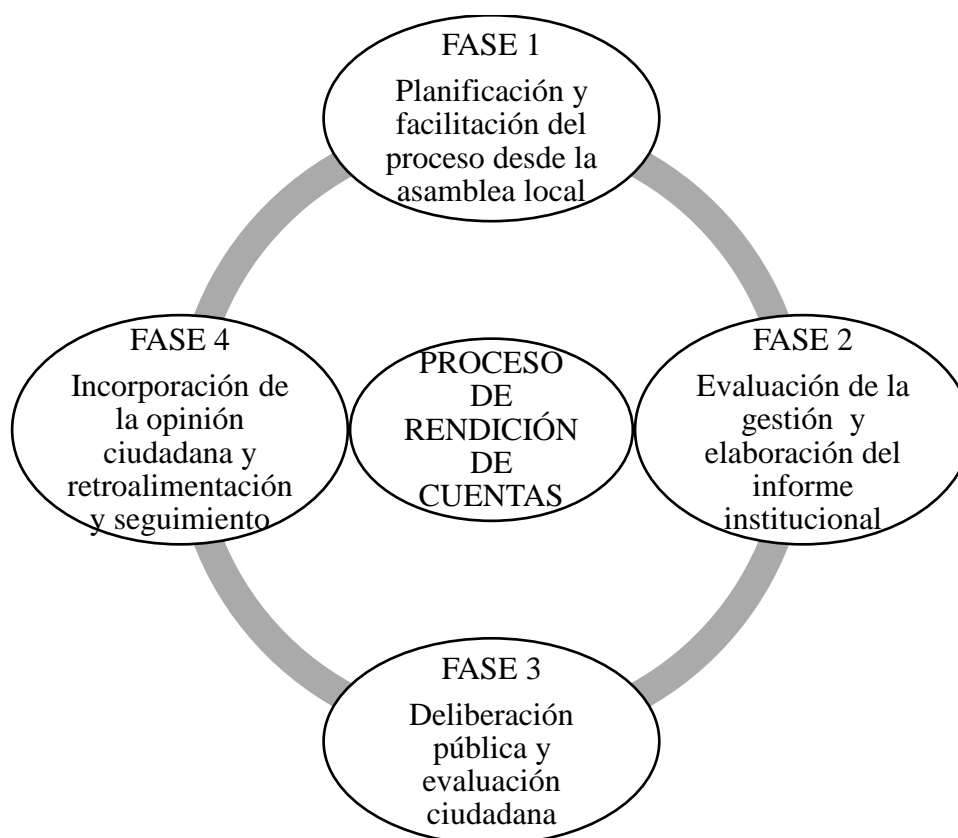 FASE 1
Planificación y
facilitación del
proceso desde la
asamblea local
FASE 4
Incorporación de
la opinión
ciudadana y
retroalimentación
y seguimiento
PROCESO
DE
RENDICIÓN
DE
CUENTAS
FASE 2
Evaluación de la
gestión y
elaboración del
informe
institucional
FASE 3
Deliberación
pública y
evaluación
ciudadana